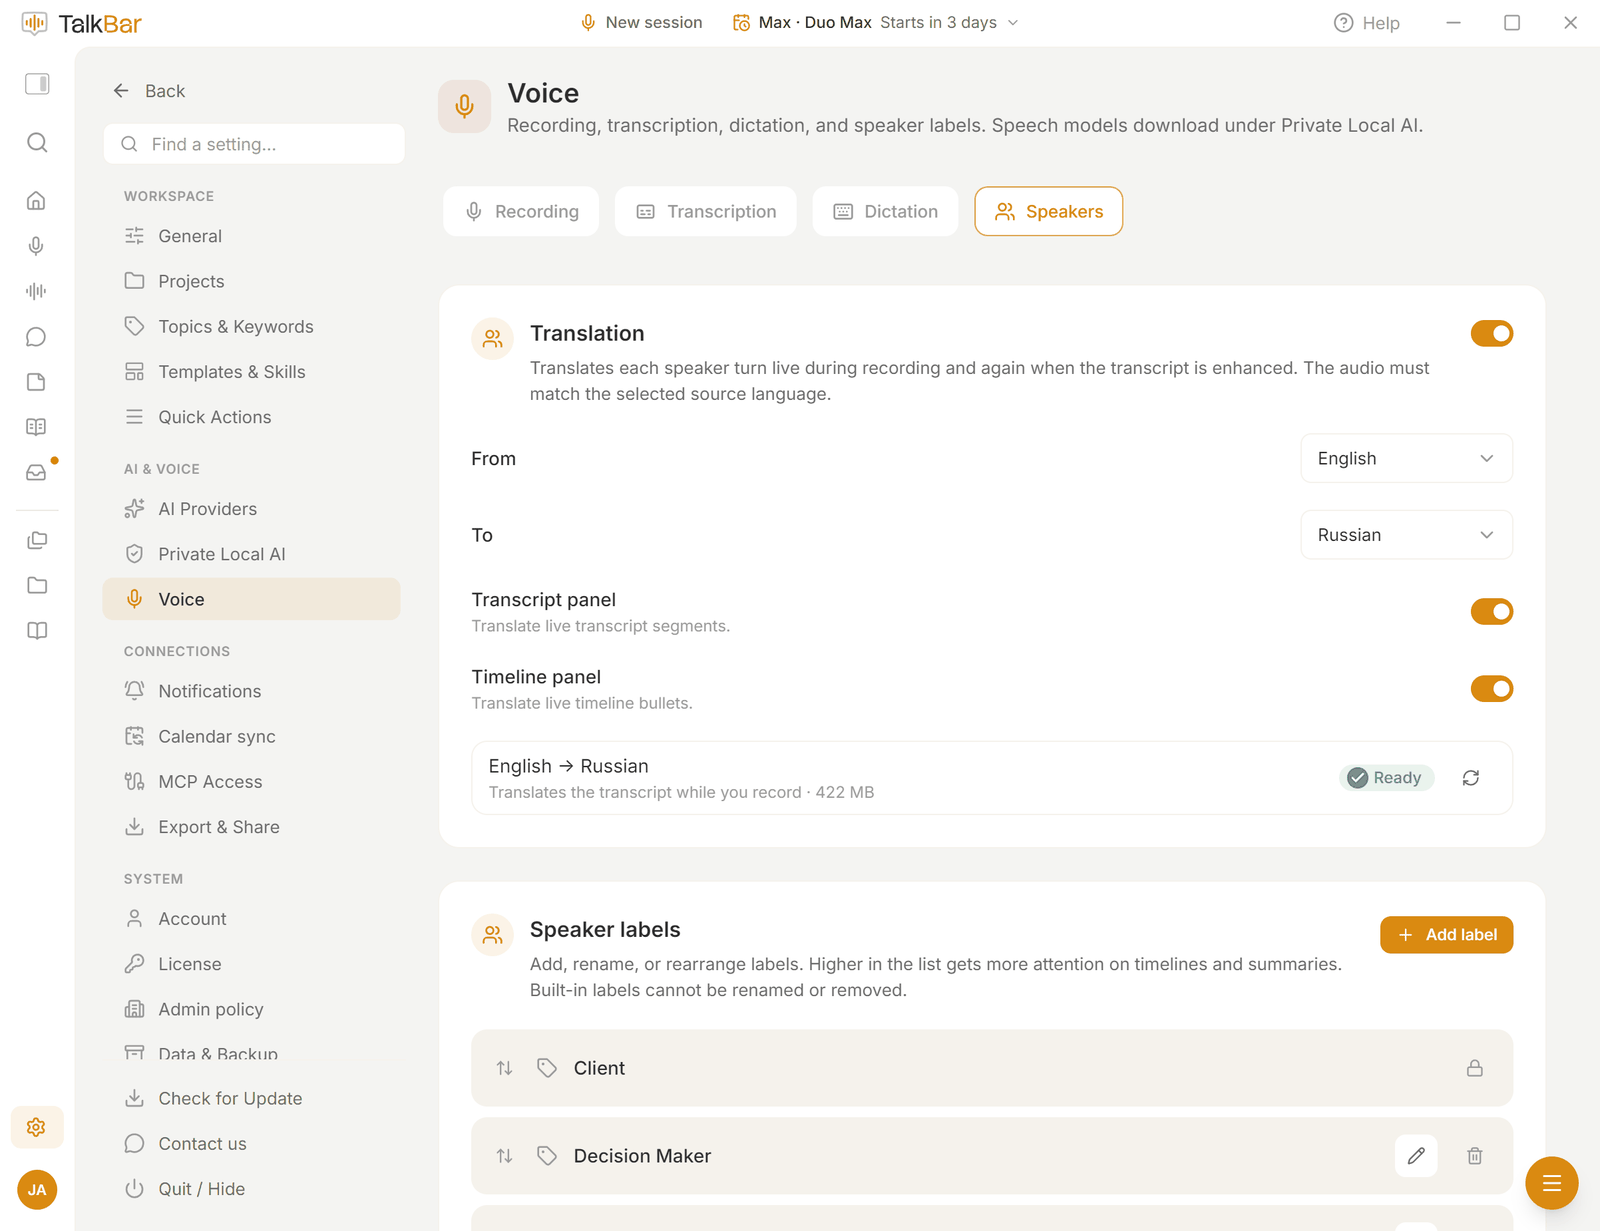 TalkBar
New session
Max · Duo Max Starts in 3 days
Help
Back
Find a setting...
WORKSPACE
General
Projects
Topics & Keywords
Templates & Skills
Quick Actions
AI & VOICE
AI Providers
Private Local AI
Voice
CONNECTIONS
Notifications
Calendar sync
MCP Access
Export & Share
SYSTEM
Account
License
Admin policy
Data & Backup
Check for Update
Contact us
Quit / Hide
JA
Voice
Recording, transcription, dictation, and speaker labels. Speech models download under Private Local AI.
Recording
Transcription
Dictation
Speakers
Translation
Translates each speaker turn live during recording and again when the transcript is enhanced. The audio must
match the selected source language.
From
English
To
Russian
Transcript panel
Translate live transcript segments.
Timeline panel
Translate live timeline bullets.
English → Russian
Translates the transcript while you record · 422 MB
Ready
Speaker labels
Add label
Add, rename, or rearrange labels. Higher in the list gets more attention on timelines and summaries.
Built-in labels cannot be renamed or removed.
Client
Decision Maker